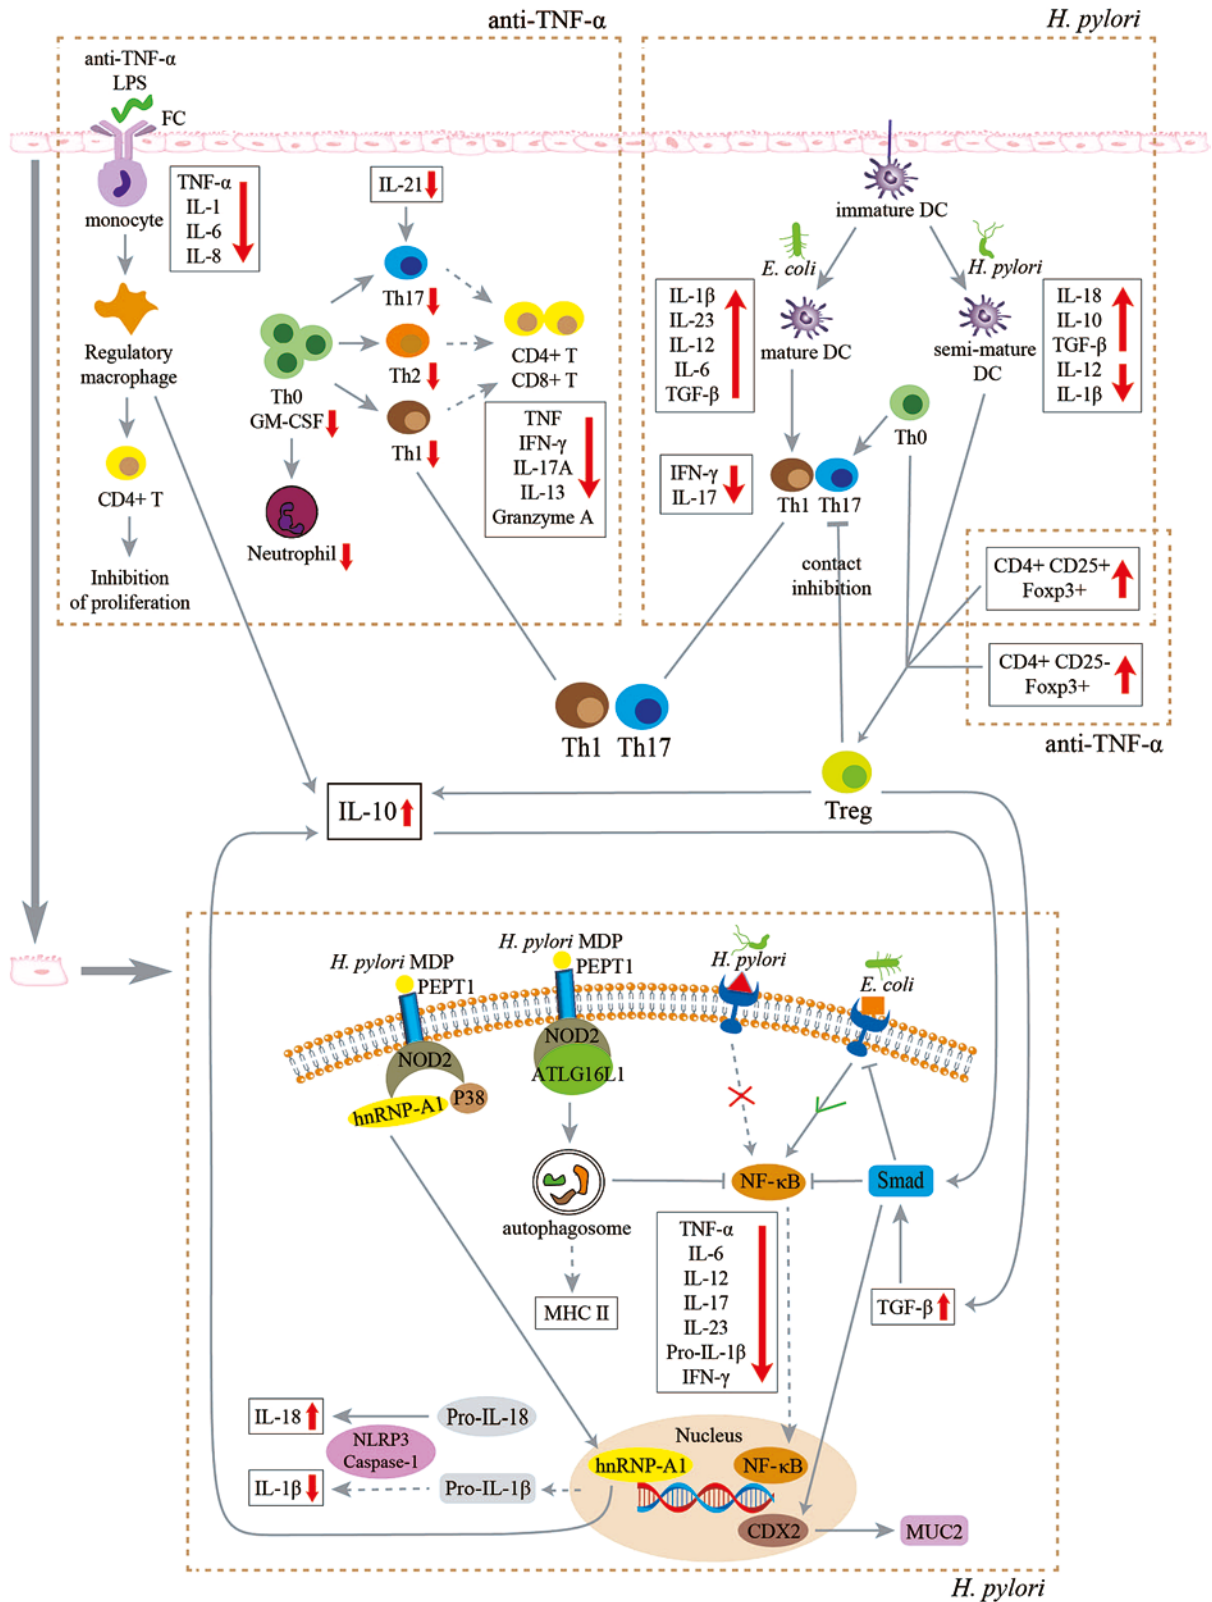 anti-TNF-α
H. pylori
anti-TNF-α
LPS
FC
monocyte
TNF-α
IL-1
IL-6
IL-8
Regulatory
macrophage
CD4+ T
Inhibition
of proliferation
IL-21
Th17
Th2
Th1
Th0
GM-CSF
Neutrophil
CD4+ T
CD8+ T
TNF
IFN-γ
IL-17A
IL-13
Granzyme A
immature DC
E. coli
H. pylori
IL-1β
IL-23
IL-12
IL-6
TGF-β
mature DC
semi-mature
DC
IL-18
IL-10
TGF-β
IL-12
IL-1β
Th0
IFN-γ
IL-17
Th1 Th17
contact
inhibition
CD4+ CD25+
Foxp3+
CD4+ CD25-
Foxp3+
anti-TNF-α
Th1 Th17
Treg
IL-10
H. pylori MDP
PEPT1
H. pylori MDP
PEPT1
H. pylori
E. coli
NOD2
hnRNP-A1
P38
NOD2
ATLG16L1
autophagosome
MHC II
NF-κB
Smad
TNF-α
IL-6
IL-12
IL-17
IL-23
Pro-IL-1β
IFN-γ
TGF-β
IL-18
Pro-IL-18
NLRP3
Caspase-1
IL-1β
Pro-IL-1β
Nucleus
hnRNP-A1
NF-κB
CDX2
MUC2
H. pylori